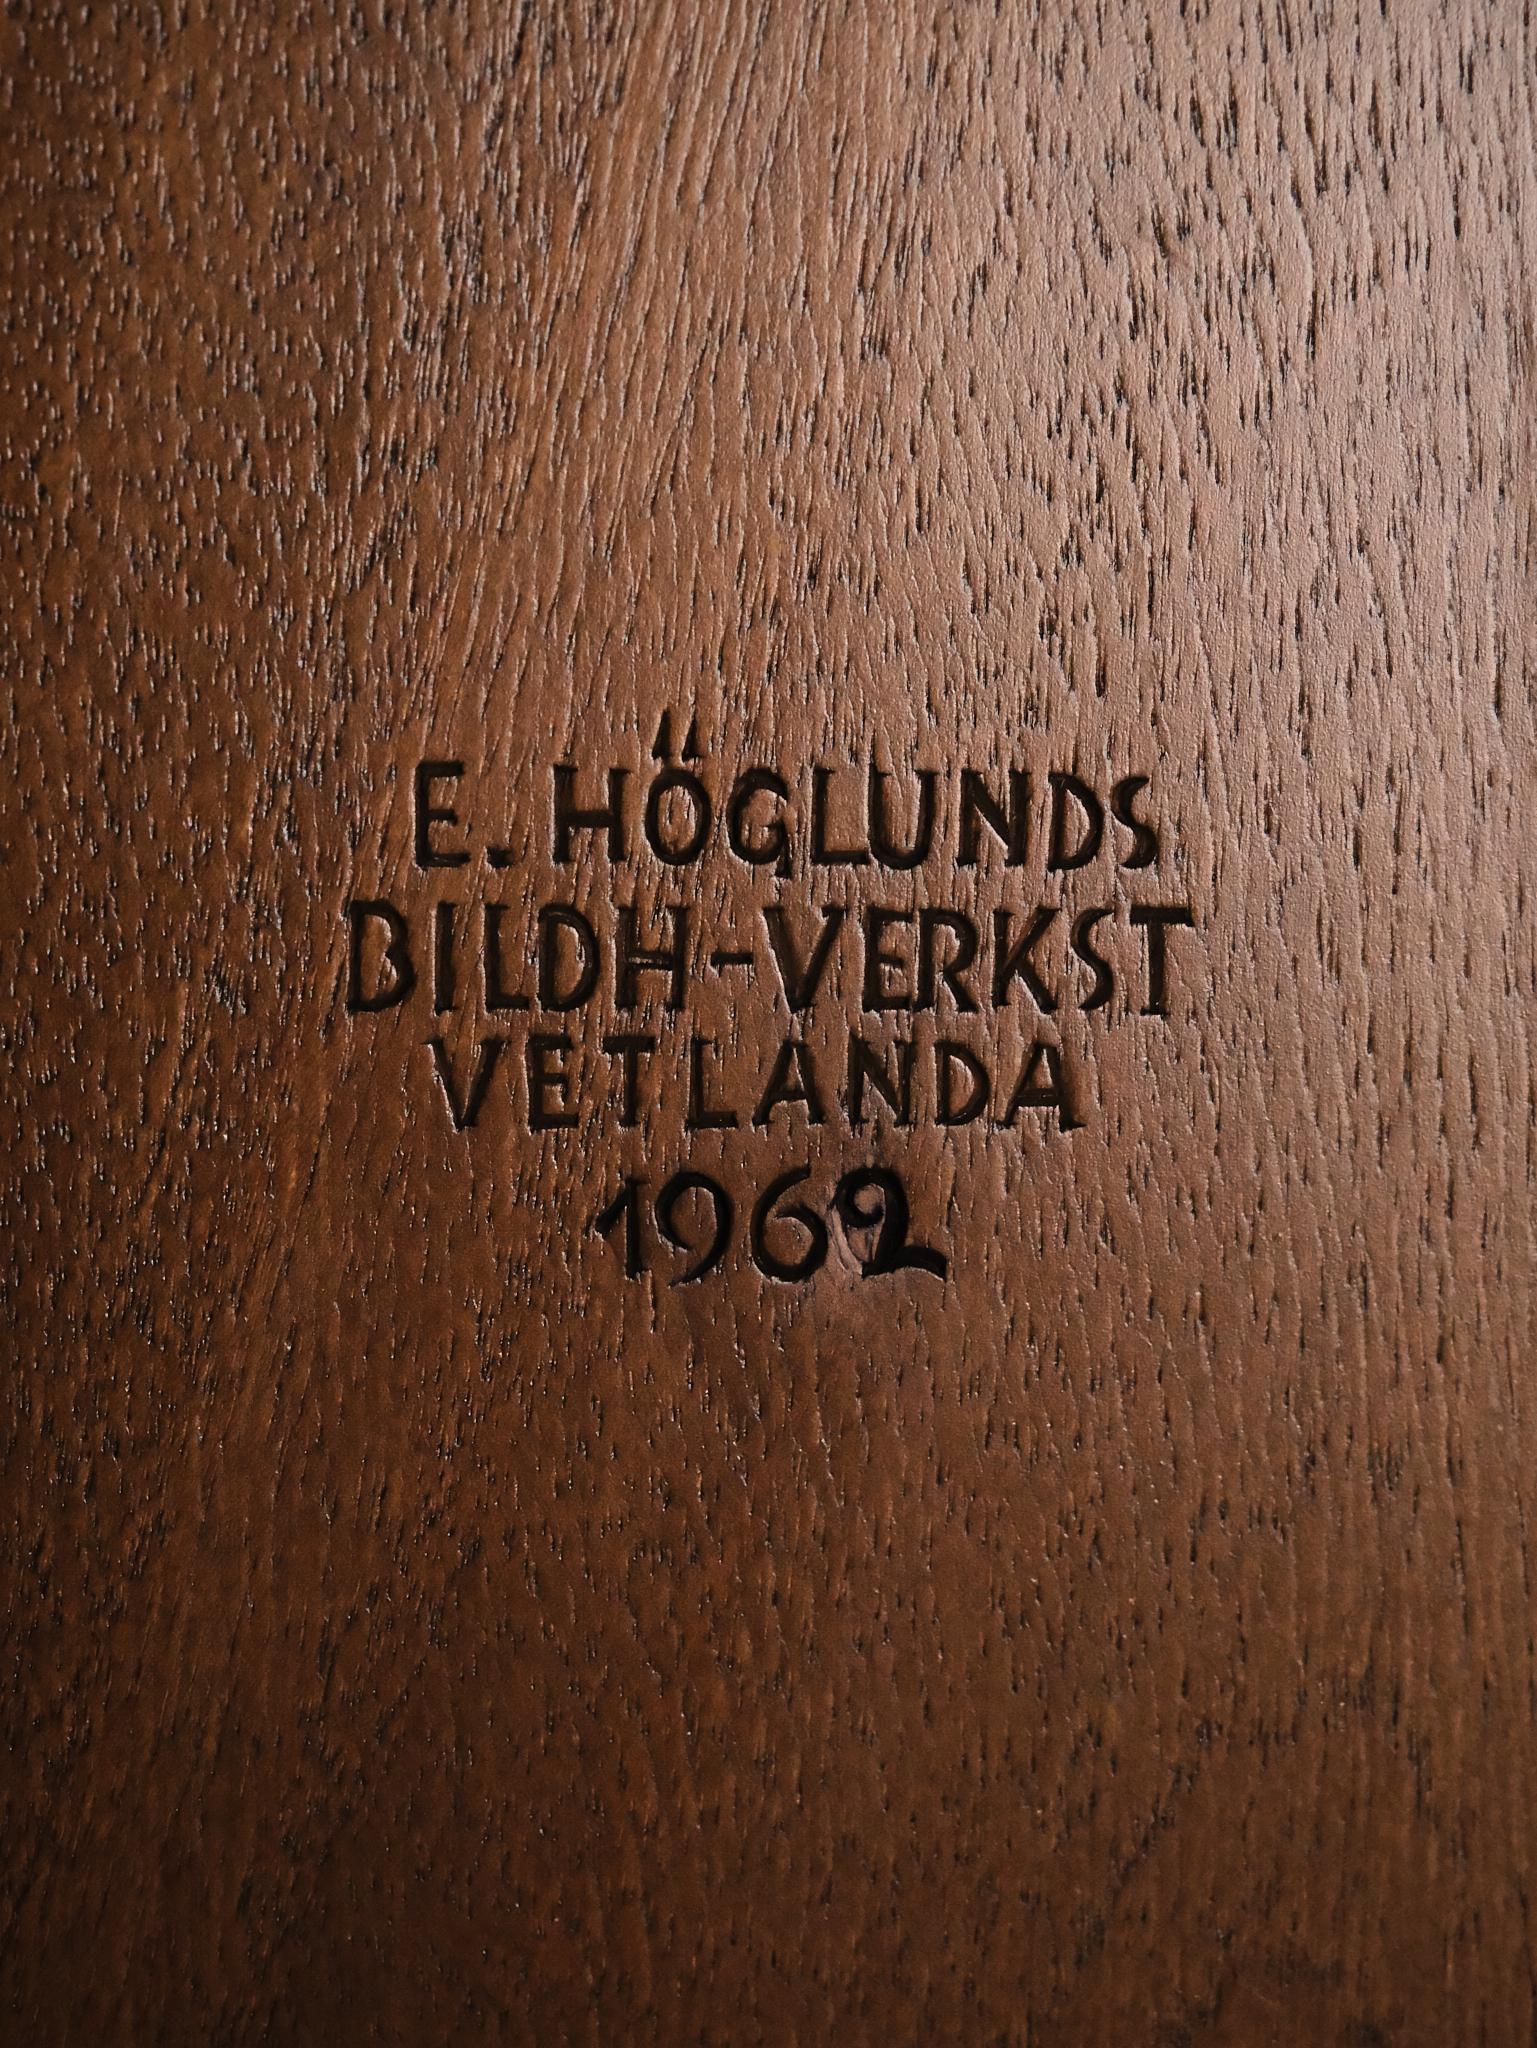 E. HÖGLUNDS
BILDH-VERKST
VETLANDA
1962